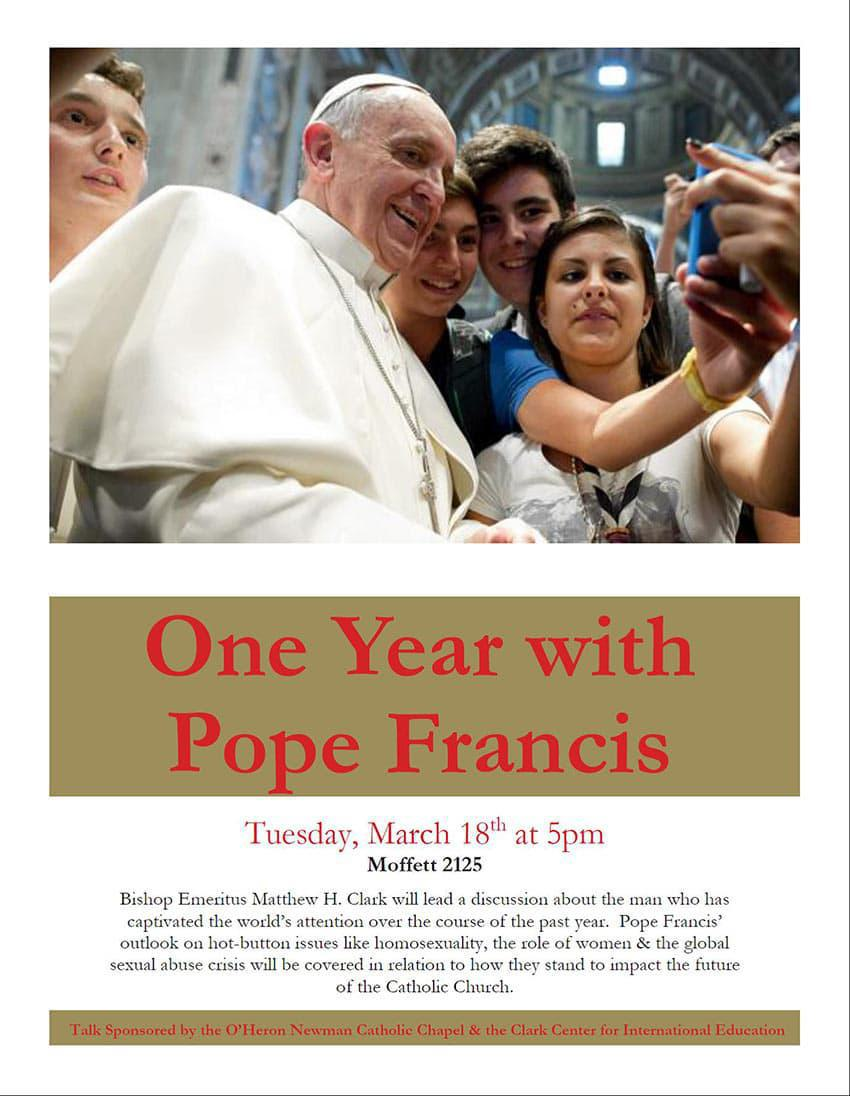 One Year with
Pope Francis
Tuesday, March 18th at 5pm
Moffett 2125
Bishop Emeritus Matthew H. Clark will lead a discussion about the man who has
captivated the world's attention over the course of the past year.  Pope Francis'
outlook on hot-button issues like homosexuality, the role of women & the global
sexual abuse crisis will be covered in relation to how they stand to impact the future
of the Catholic Church.
Talk Sponsored by the O'Heron Newman Catholic Chapel & the Clark Center for International Education